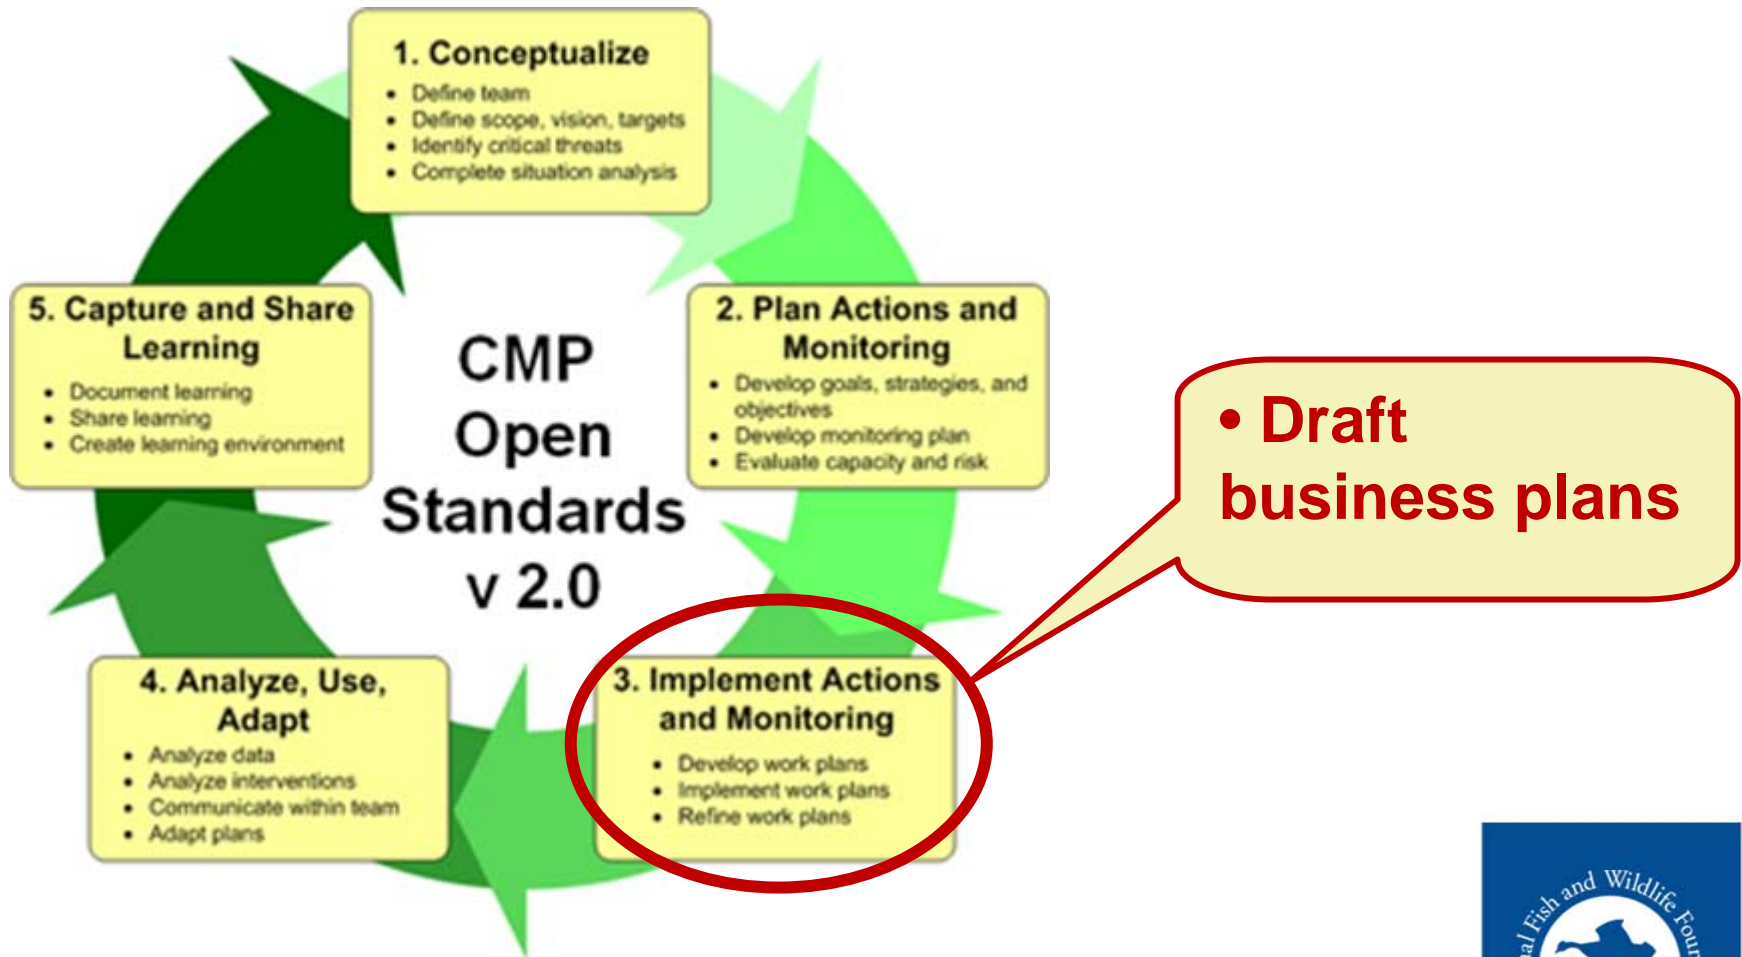 1. Conceptualize
• Define team
• Define scope, vision, targets
• Identify critical threats
• Complete situation analysis
2. Plan Actions and
Monitoring
• Develop goals, strategies, and
objectives
• Develop monitoring plan
• Evaluate capacity and risk
3. Implement Actions
and Monitoring
• Develop work plans
• Implement work plans
• Refine work plans
4. Analyze, Use,
Adapt
• Analyze data
• Analyze interventions
• Communicate within team
• Adapt plans
5. Capture and Share
Learning
• Document learning
• Share learning
• Create learning environment
CMP
Open
Standards
v 2.0
• Draft
business plans
Fish and Wildlife